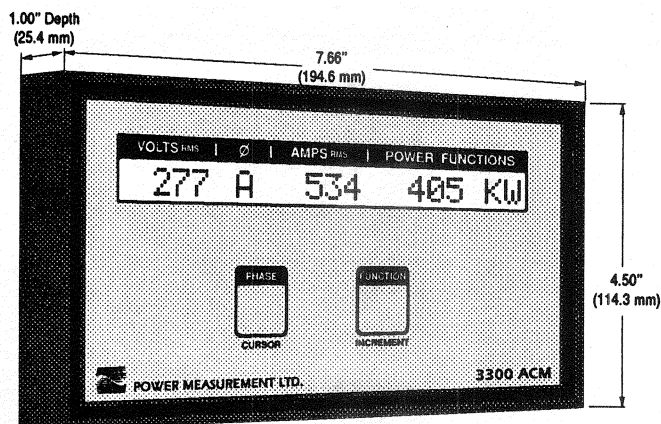 1.00" Depth
(25.4 mm)
7.66"
(194.6 mm)
VOLTS RMS | Ø | AMPS RMS | POWER FUNCTIONS
277 A 534 405 KW
4.50"
(114.3 mm)
PHASE FUNCTION
CURSOR INCREMENT
POWER MEASUREMENT LTD. 3300 ACM